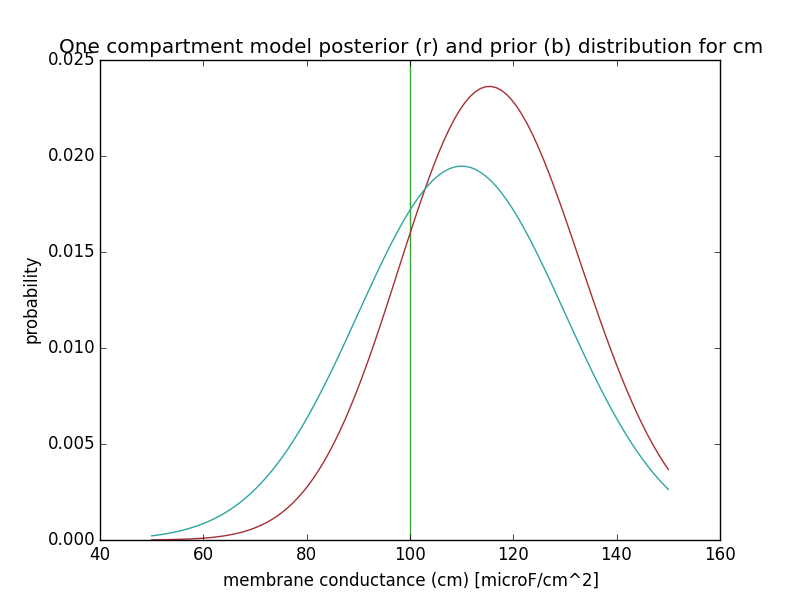 One compartment model posterior (r) and prior (b) distribution for cm
0.025
0.020
0.015
0.010
0.005
0.000
probability
40 60 80 100 120 140 160
membrane conductance (cm) [microF/cm^2]